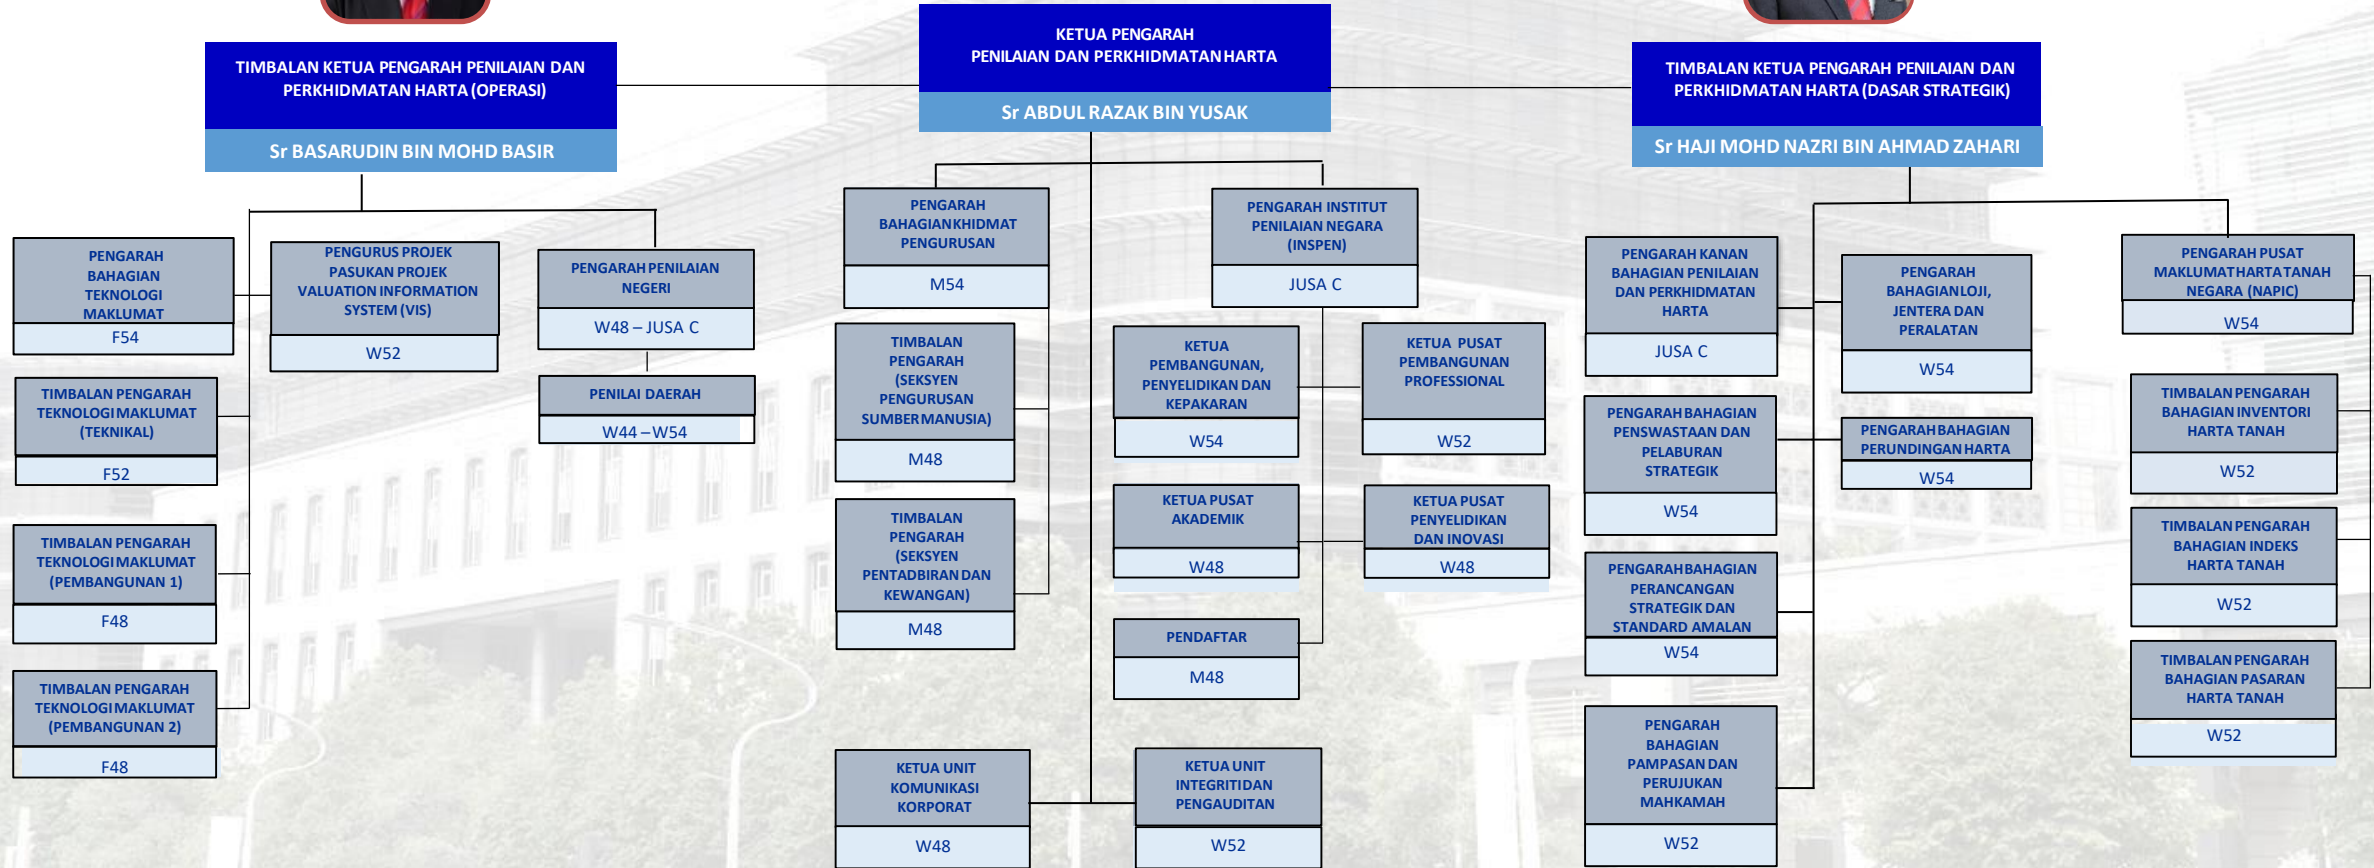 KETUA PENGARAH
PENILAIAN DAN PERKHIDMATAN HARTA
Sr ABDUL RAZAK BIN YUSAK
TIMBALAN KETUA PENGARAH PENILAIAN DAN
PERKHIDMATAN HARTA (OPERASI)
Sr BASARUDIN BIN MOHD BASIR
TIMBALAN KETUA PENGARAH PENILAIAN DAN
PERKHIDMATAN HARTA (DASAR STRATEGIK)
Sr HAJI MOHD NAZRI BIN AHMAD ZAHARI
PENGARAH
BAHAGIAN
TEKNOLOGI
MAKLUMAT
F54
PENGURUS PROJEK
PASUKAN PROJEK
VALUATION INFORMATION
SYSTEM (VIS)
W52
PENGARAH PENILAIAN
NEGERI
W48 – JUSA C
PENILAI DAERAH
W44 – W54
TIMBALAN PENGARAH
TEKNOLOGI MAKLUMAT
(TEKNIKAL)
F52
TIMBALAN PENGARAH
TEKNOLOGI MAKLUMAT
(PEMBANGUNAN 1)
F48
TIMBALAN PENGARAH
TEKNOLOGI MAKLUMAT
(PEMBANGUNAN 2)
F48
PENGARAH
BAHAGIAN KHIDMAT
PENGURUSAN
M54
TIMBALAN
PENGARAH
(SEKSYEN
PENGURUSAN
SUMBER MANUSIA)
M48
TIMBALAN
PENGARAH
(SEKSYEN
PENTADBIRAN DAN
KEWANGAN)
M48
PENGARAH INSTITUT
PENILAIAN NEGARA
(INSPEN)
JUSA C
KETUA
PEMBANGUNAN,
PENYELIDIKAN DAN
KEPAKARAN
W54
KETUA PUSAT
PEMBANGUNAN
PROFESSIONAL
W52
KETUA PUSAT
AKADEMIK
W48
KETUA PUSAT
PENYELIDIKAN
DAN INOVASI
W48
PENDAFTAR
M48
KETUA UNIT
KOMUNIKASI
KORPORAT
W48
KETUA UNIT
INTEGRITI DAN
PENGAUDITAN
W52
PENGARAH KANAN
BAHAGIAN PENILAIAN
DAN PERKHIDMATAN
HARTA
JUSA C
PENGARAH
BAHAGIAN LOJI,
JENTERA DAN
PERALATAN
W54
PENGARAH BAHAGIAN
PENSWASTAAN DAN
PELABURAN
STRATEGIK
W54
PENGARAH BAHAGIAN
PERUNDINGAN HARTA
W54
PENGARAH BAHAGIAN
PERANCANGAN
STRATEGIK DAN
STANDARD AMALAN
W54
PENGARAH
BAHAGIAN
PAMPASAN DAN
PERUJUKAN
MAHKAMAH
W52
PENGARAH PUSAT
MAKLUMAT HARTA TANAH
NEGARA (NAPIC)
W54
TIMBALAN PENGARAH
BAHAGIAN INVENTORI
HARTA TANAH
W52
TIMBALAN PENGARAH
BAHAGIAN INDEKS
HARTA TANAH
W52
TIMBALAN PENGARAH
BAHAGIAN PASARAN
HARTA TANAH
W52